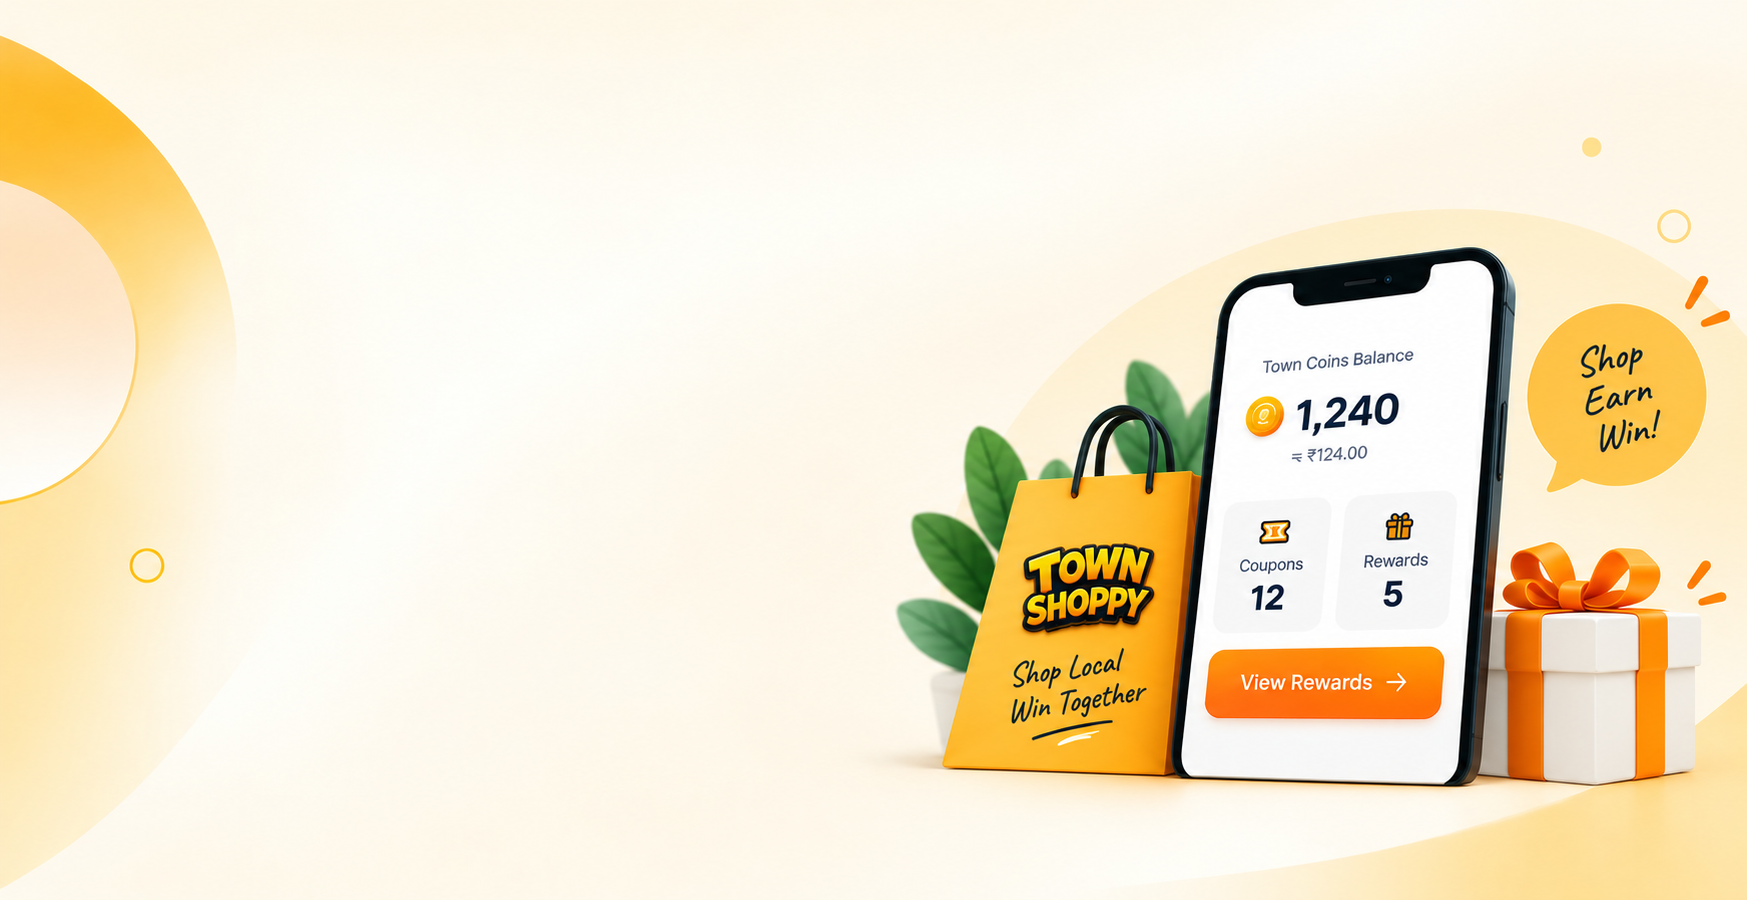 Town Coins Balance
1,240
≈ ₹124.00
Coupons
12
Rewards
5
View Rewards →
TOWN
SHOPPY
Shop Local
Win Together
Shop
Earn
Win!